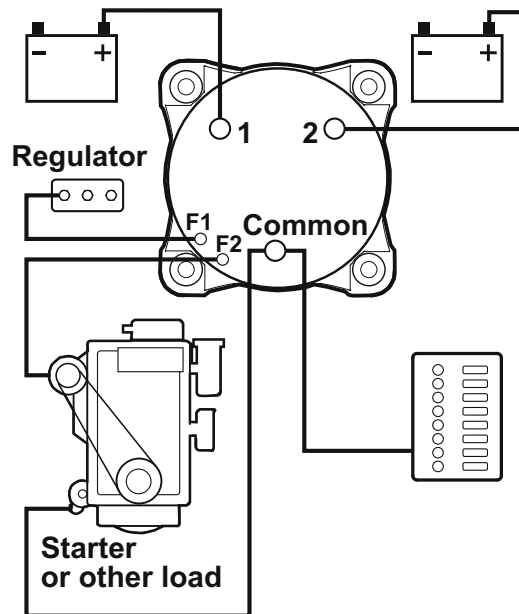 - +
- +
1 2
Regulator
F1
F2
Common
Starter
or other load